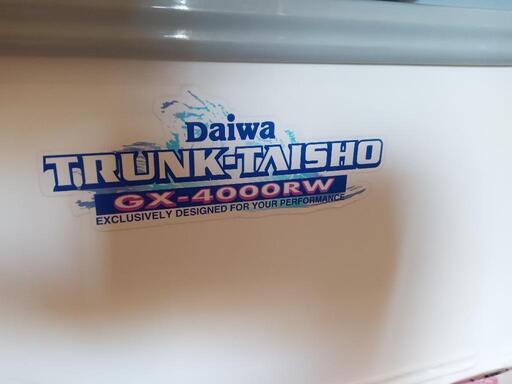 Daiwa
TRUNK-TAISHO
GX-4000RW
EXCLUSIVELY DESIGNED FOR YOUR PERFORMANCE